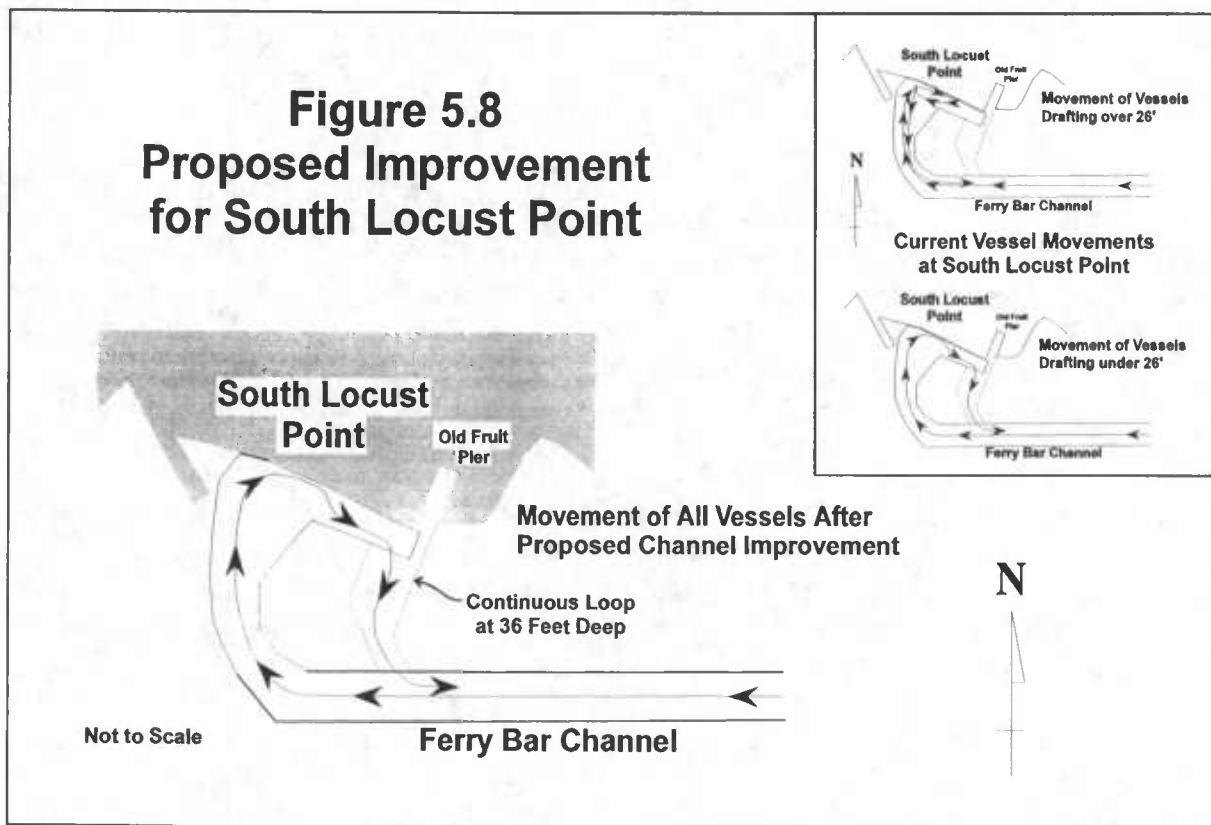 Figure 5.8
Proposed Improvement
for South Locust Point
South Locust
Point
Old Fruit
Pier
Movement of All Vessels After
Proposed Channel Improvement
Continuous Loop
at 36 Feet Deep
Ferry Bar Channel
Not to Scale
N
South Locust
Point
Old Fruit
Pier
Movement of Vessels
Drafting over 26'
N
Ferry Bar Channel
Current Vessel Movements
at South Locust Point
South Locust
Point
Old Fruit
Pier
Movement of Vessels
Drafting under 26'
Ferry Bar Channel